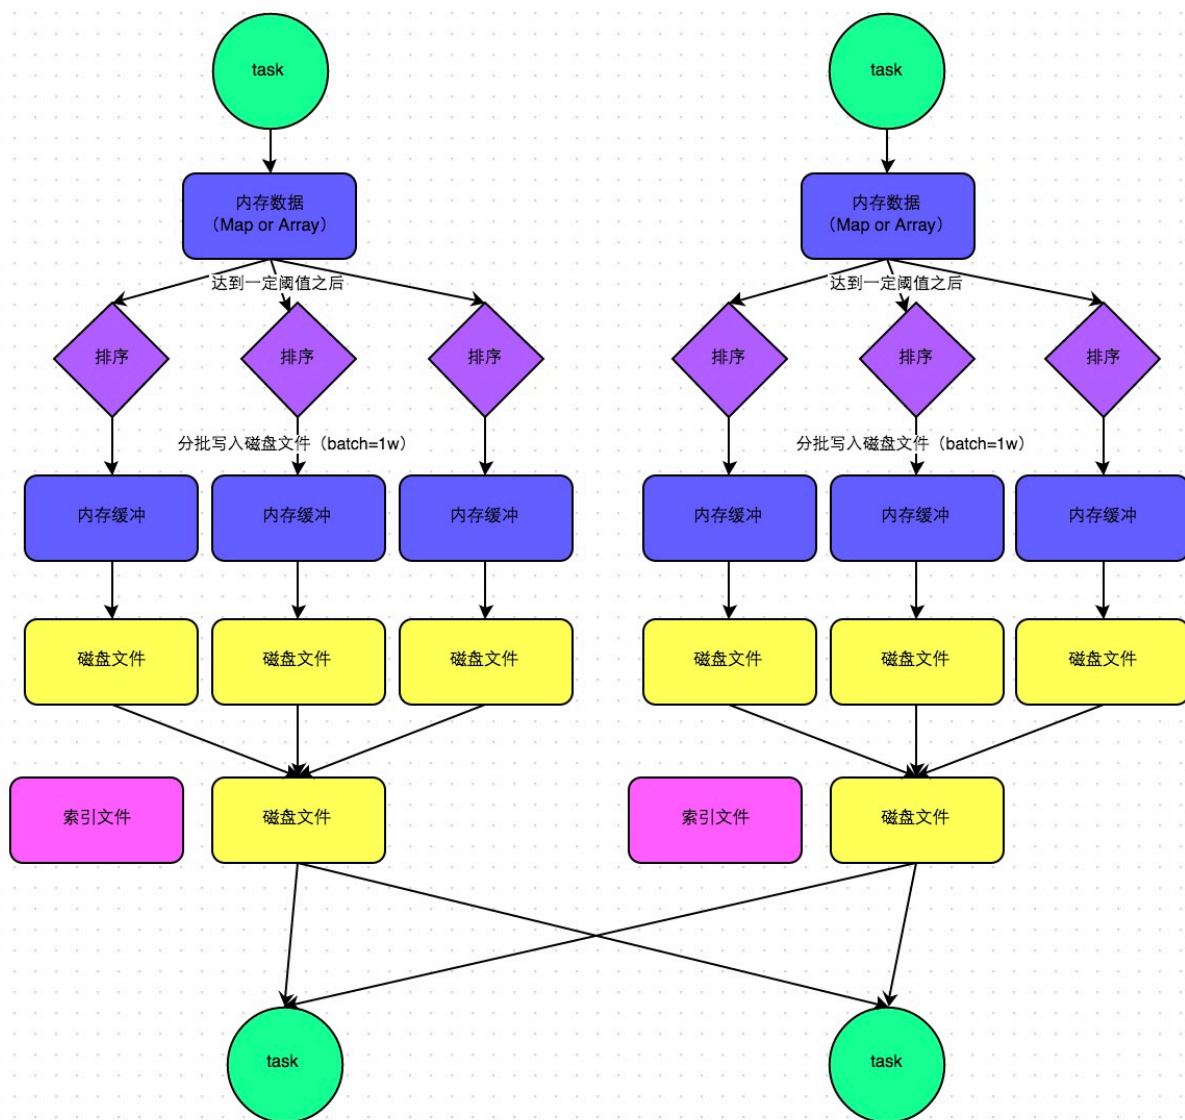 task
task
内存数据
（Map or Array）
内存数据
（Map or Array）
达到一定阈值之后
达到一定阈值之后
排序
排序
排序
排序
排序
排序
分批写入磁盘文件（batch=1w）
分批写入磁盘文件（batch=1w）
内存缓冲
内存缓冲
内存缓冲
内存缓冲
内存缓冲
内存缓冲
磁盘文件
磁盘文件
磁盘文件
磁盘文件
磁盘文件
磁盘文件
索引文件
磁盘文件
索引文件
磁盘文件
task
task